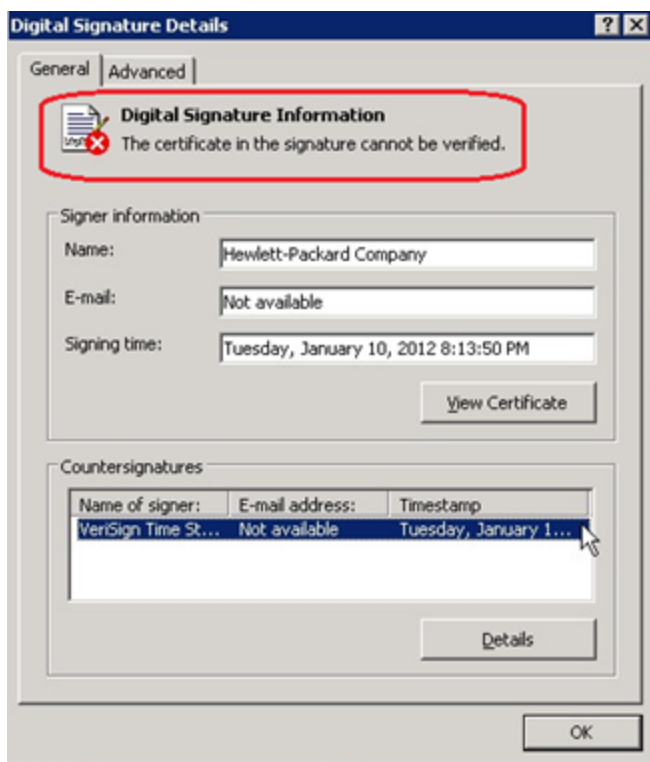 Digital Signature Details
General Advanced
Digital Signature Information
The certificate in the signature cannot be verified.
Signer information
Name: Hewlett-Packard Company
E-mail: Not available
Signing time: Tuesday, January 10, 2012 8:13:50 PM
View Certificate
Countersignatures
Name of signer: E-mail address: Timestamp
VeriSign Time St... Not available Tuesday, January 1...
Details
OK